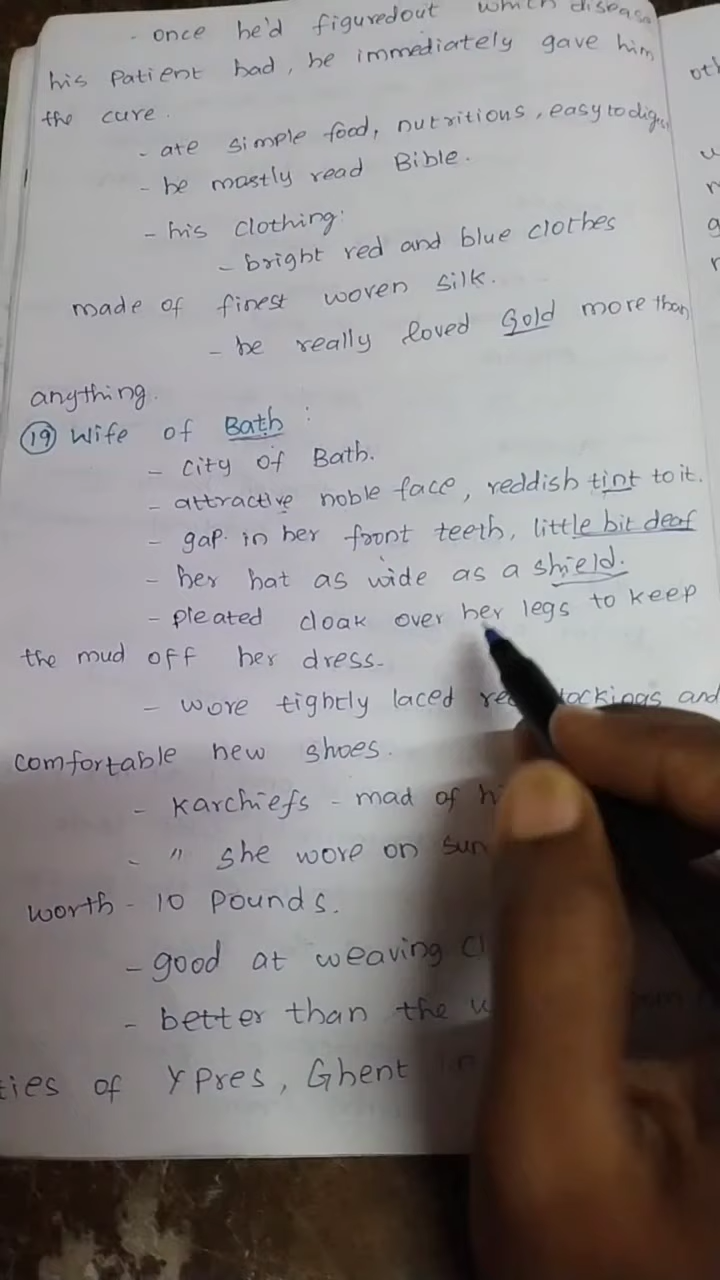 - once he'd figuredout which disease
his patient had, he immediately gave him
the cure.
- ate simple food, nutritions, easy to
- he mastly read Bible.
- his clothing:
- bright red and blue clothes
made of finest woven silk.
- he really loved Gold more than
anything.
19 Wife of Bath :
- city of Bath.
- attractive noble face, reddish tint to it.
- gap in her front teeth, little bit deaf
- her hat as wide as a shield.
- pleated cloak over her legs to keep
the mud off her dress.
- wore tightly laced stockings and
comfortable new shoes.
- karchiefs - mad of
- " she wore on
worth - 10 pounds.
- good at weaving
- better than the
of Ypres, Ghent